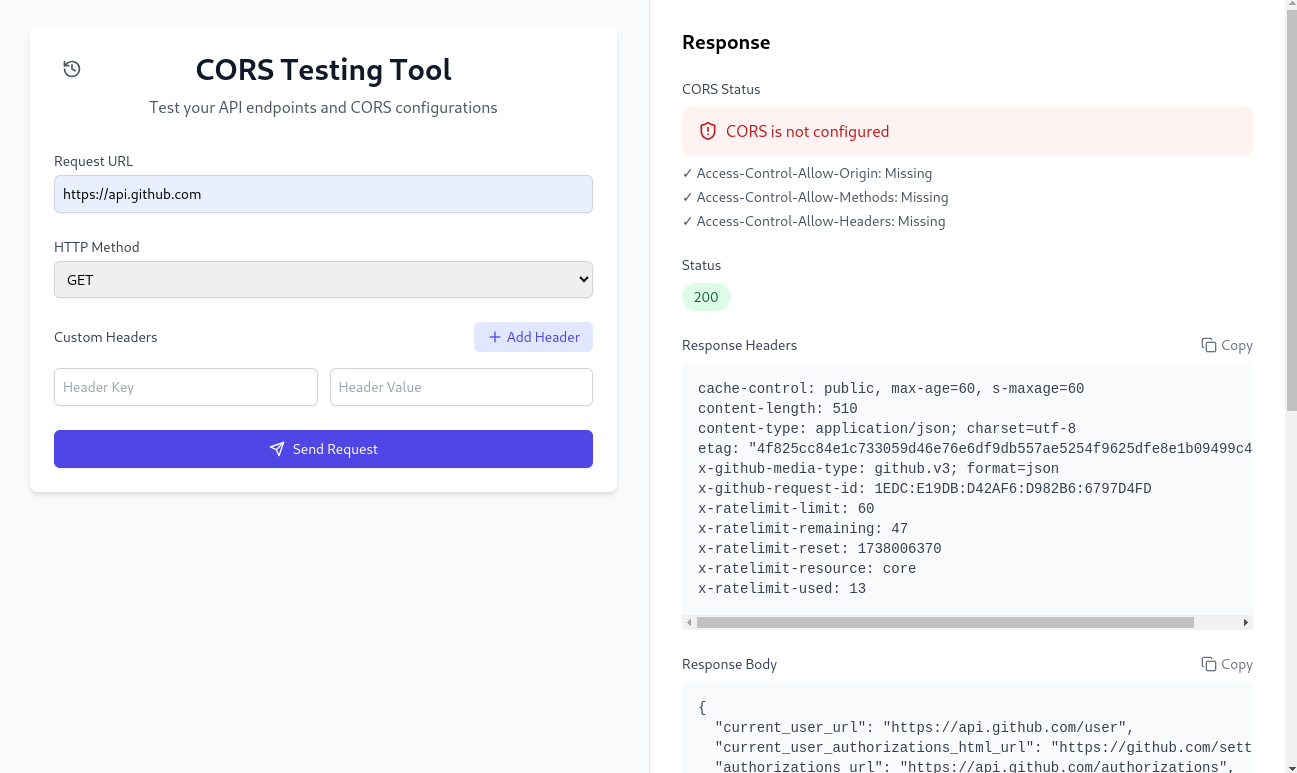 CORS Testing Tool
Test your API endpoints and CORS configurations
Request URL
https://api.github.com
HTTP Method
GET
Custom Headers
Add Header
Header Key
Header Value
Send Request
Response
CORS Status
CORS is not configured
✓ Access-Control-Allow-Origin: Missing
✓ Access-Control-Allow-Methods: Missing
✓ Access-Control-Allow-Headers: Missing
Status
200
Response Headers
Copy
cache-control: public, max-age=60, s-maxage=60
content-length: 510
content-type: application/json; charset=utf-8
etag: "4f825cc84e1c733059d46e76e6df9db557ae5254f9625dfe8e1b09499c4
x-github-media-type: github.v3; format=json
x-github-request-id: 1EDC:E19DB:D42AF6:D982B6:6797D4FD
x-ratelimit-limit: 60
x-ratelimit-remaining: 47
x-ratelimit-reset: 1738006370
x-ratelimit-resource: core
x-ratelimit-used: 13
Response Body
Copy
{
"current_user_url": "https://api.github.com/user",
"current_user_authorizations_html_url": "https://github.com/sett
"authorizations_url": "https://api.github.com/authorizations",